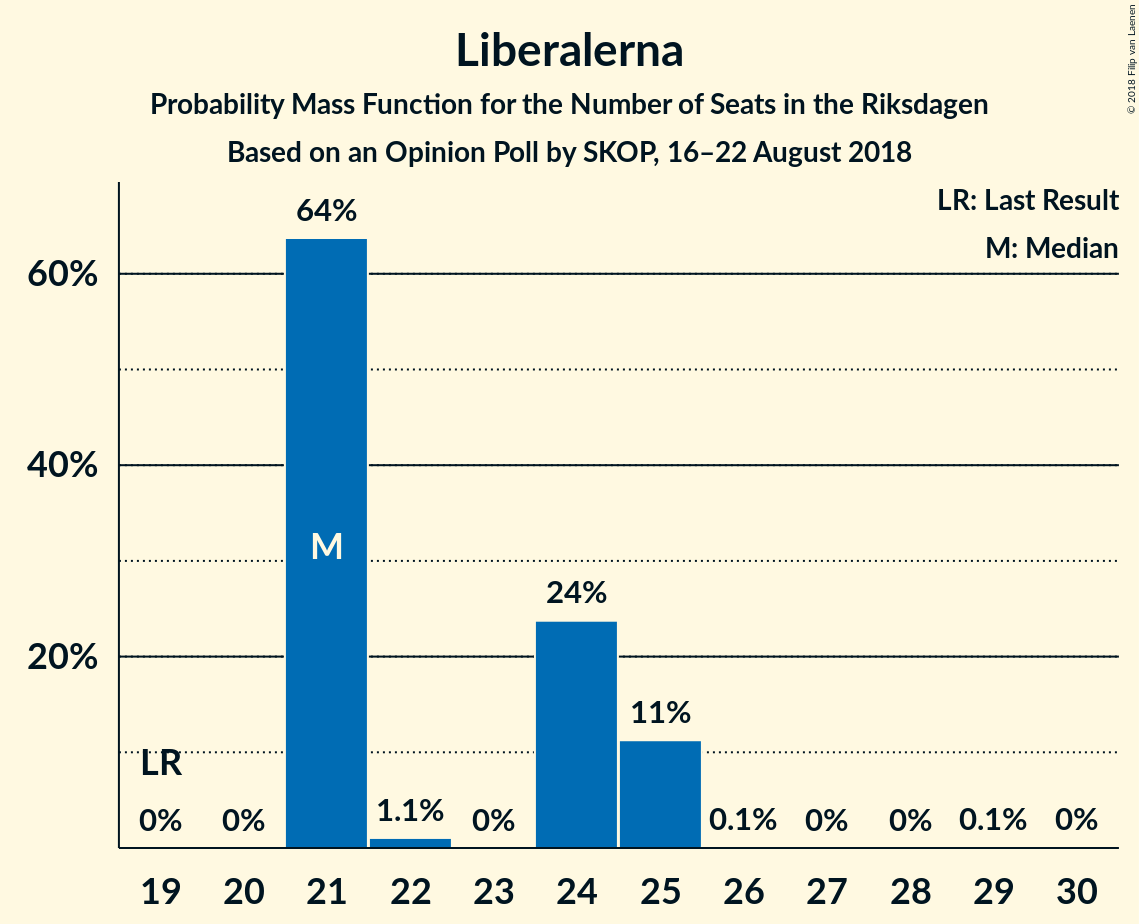 Liberalerna
Probability Mass Function for the Number of Seats in the Riksdagen
Based on an Opinion Poll by SKOP, 16–22 August 2018
© 2018 Filip van Laenen
LR: Last Result
M: Median
60%
40%
20%
64%
M
24%
11%
LR
0%
0%
1.1%
0%
0.1%
0%
0%
0.1%
0%
19 20 21 22 23 24 25 26 27 28 29 30